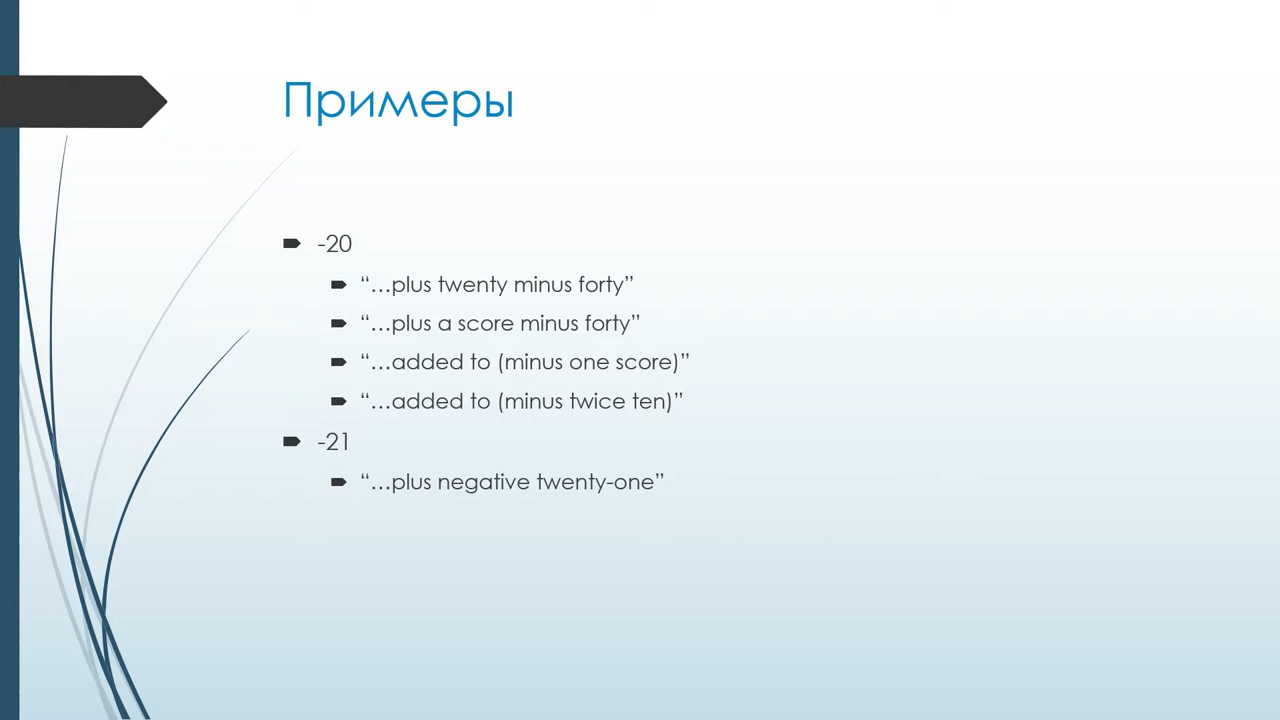 Примеры
-20
“…plus twenty minus forty”
“…plus a score minus forty”
“…added to (minus one score)”
“…added to (minus twice ten)”
-21
“…plus negative twenty-one”